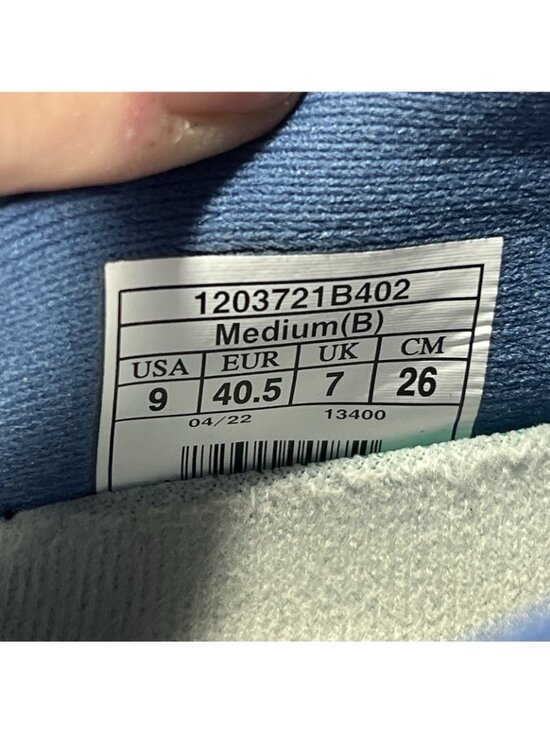 1203721B402
Medium(B)
USA EUR UK CM
9 40.5 7 26
04/22 13400